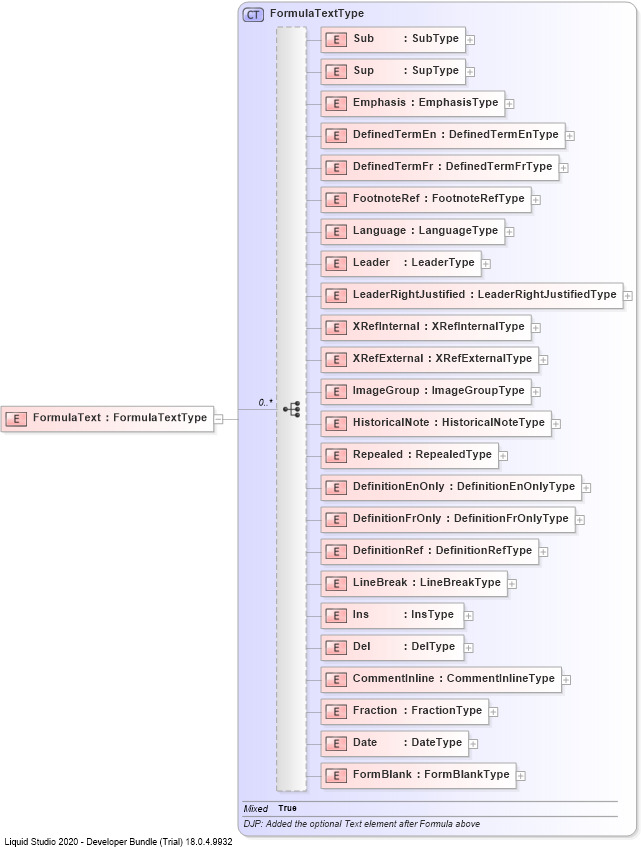 CT FormulaTextType
E Sub : SubType
E Sup : SupType
E Emphasis : EmphasisType
E DefinedTermEn : DefinedTermEnType
E DefinedTermFr : DefinedTermFrType
E FootnoteRef : FootnoteRefType
E Language : LanguageType
E Leader : LeaderType
E LeaderRightJustified : LeaderRightJustifiedType
E XRefInternal : XRefInternalType
E XRefExternal : XRefExternalType
E ImageGroup : ImageGroupType
0..*
E FormulaText : FormulaTextType
E HistoricalNote : HistoricalNoteType
E Repealed : RepealedType
E DefinitionEnOnly : DefinitionEnOnlyType
E DefinitionFrOnly : DefinitionFrOnlyType
E DefinitionRef : DefinitionRefType
E LineBreak : LineBreakType
E Ins : InsType
E Del : DelType
E CommentInline : CommentInlineType
E Fraction : FractionType
E Date : DateType
E FormBlank : FormBlankType
Mixed True
DJP: Added the optional Text element after Formula above
Liquid Studio 2020 - Developer Bundle (Trial) 18.0.4.9932